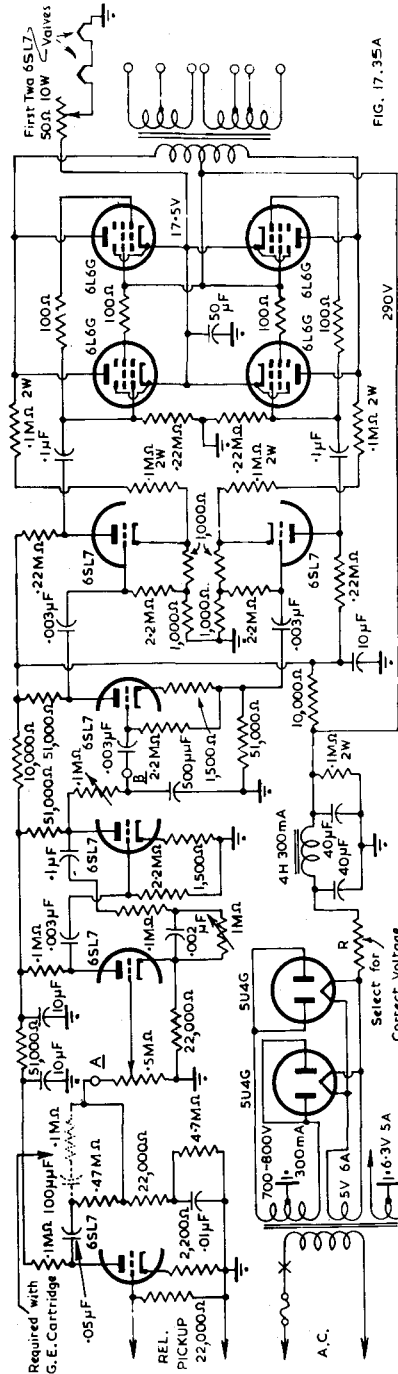 Required with
G.E. Cartridge
·1MΩ
100μμF
·1MΩ
6SL7
·05μF
·47MΩ
22,000Ω
4·7MΩ
2,200Ω
·01μF
REL.
PICKUP
22,000Ω
A
·5MΩ
51,000Ω
10μF
10μF
·1MΩ
·003μF
6SL7
22,000Ω
·1MΩ
·002
μF
1MΩ
·1μF
51,000Ω
6SL7
2·2MΩ
1,500Ω
·1MΩ
10,000Ω
51,000Ω
6SL7
·003μF
B
2·2MΩ
500μμF
1,500Ω
51,000Ω
·003μF
·003μF
·22MΩ
6SL7
2·2MΩ
1,000Ω
1,000Ω
1,000Ω
2·2MΩ
6SL7
·22MΩ
10μF
·1MΩ
2W
·1μF
·1MΩ
2W
·22MΩ
·22MΩ
·1MΩ
2W
·1μF
·1MΩ
2W
100Ω
6L6G
100Ω
6L6G
50
μF
17·5V
100Ω
6L6G
100Ω
6L6G
290V
First Two 6SL7
Valves
50Ω 10W
FIG. 17.35A
A.C.
700-800V
300mA
5V 6A
6·3V 5A
5U4G
5U4G
R
Select for
Correct Voltage
4H 300mA
40μF
40μF
·1MΩ
2W
10,000Ω